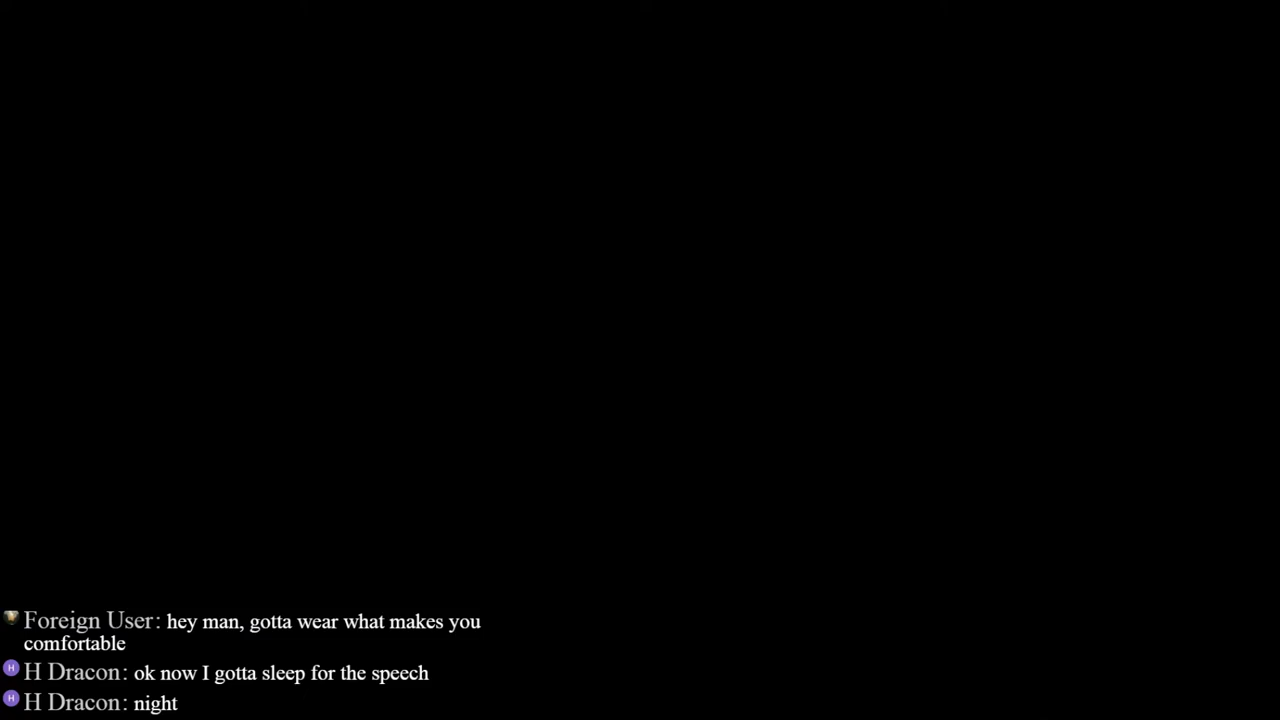 Foreign User: hey man, gotta wear what makes you
comfortable
H H Dracon: ok now I gotta sleep for the speech
H H Dracon: night